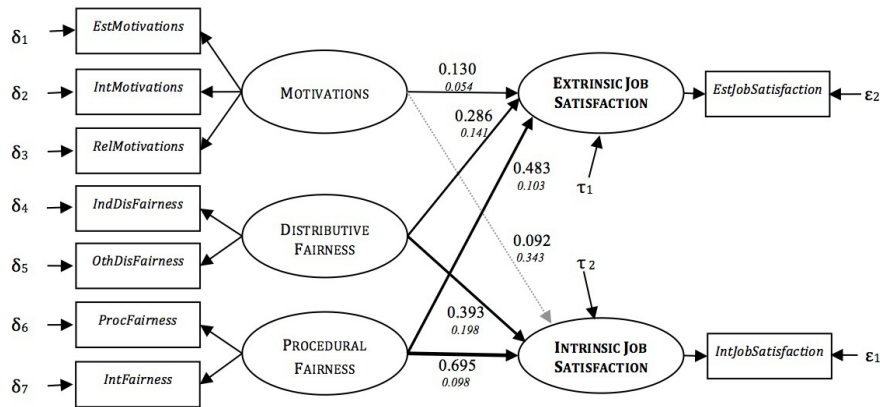 δ1
EstMotivations
δ2
IntMotivations
δ3
RelMotivations
δ4
IndDisFairness
δ5
OthDisFairness
δ6
ProcFairness
δ7
IntFairness
MOTIVATIONS
DISTRIBUTIVE
FAIRNESS
PROCEDURAL
FAIRNESS
0.130
0.054
0.286
0.141
0.483
0.103
0.092
0.343
0.393
0.198
0.695
0.098
EXTRINSIC JOB
SATISFACTION
τ1
τ2
INTRINSIC JOB
SATISFACTION
EstJobSatisfaction
ε2
IntJobSatisfaction
ε1